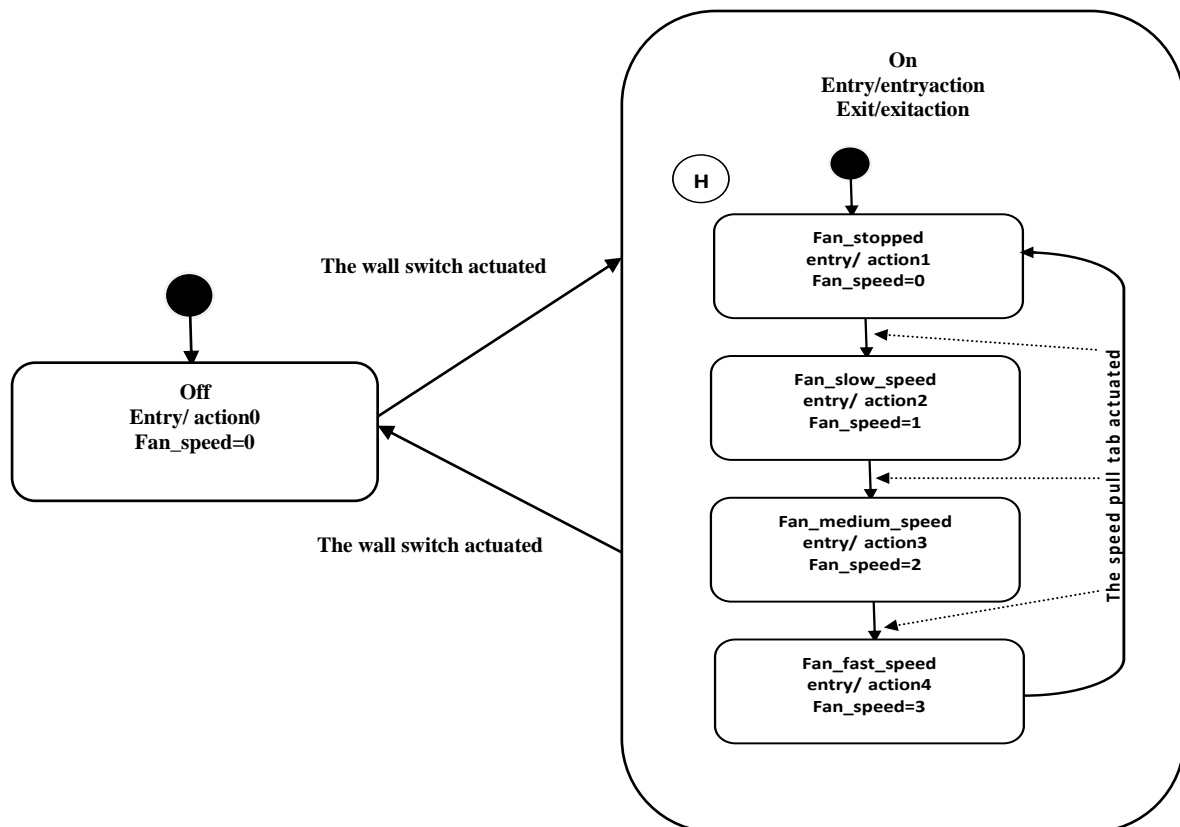 On
Entry/entryaction
Exit/exitaction
H
Fan_stopped
entry/ action1
Fan_speed=0
The wall switch actuated
Off
Entry/ action0
Fan_speed=0
Fan_slow_speed
entry/ action2
Fan_speed=1
The speed pull tab actuated
Fan_medium_speed
entry/ action3
Fan_speed=2
The wall switch actuated
Fan_fast_speed
entry/ action4
Fan_speed=3